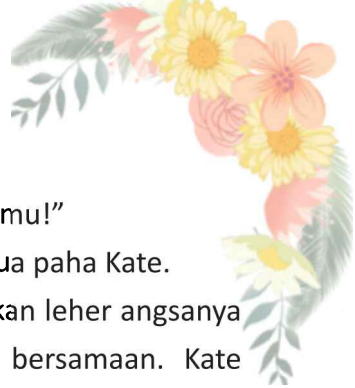 mu!”
ua paha Kate.
kan leher angsanya
bersamaan. Kate